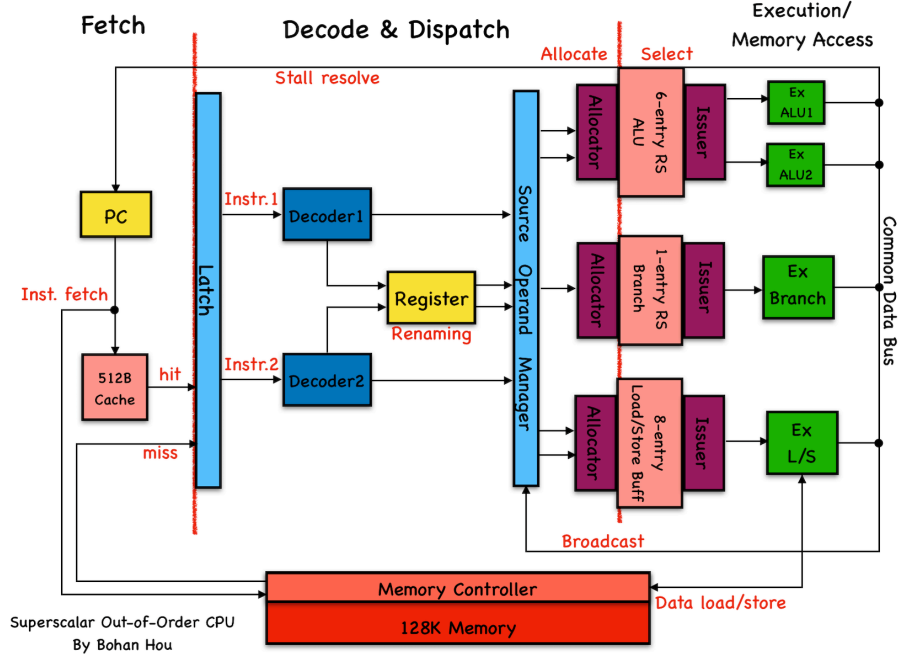 Fetch
Decode & Dispatch
Execution/
Memory Access
Allocate
Select
Stall resolve
PC
Inst. fetch
512B
Cache
hit
miss
Latch
Instr.1
Instr.2
Decoder1
Decoder2
Register
Renaming
Source Operand Manager
Allocator
6-entry RS
ALU
Issuer
Ex
ALU1
Ex
ALU2
Allocator
1-entry RS
Branch
Issuer
Ex
Branch
Allocator
8-entry
Load/Store Buff
Issuer
Ex
L/S
Common Data Bus
Broadcast
Memory Controller
128K Memory
Data load/store
Superscalar Out-of-Order CPU
By Bohan Hou